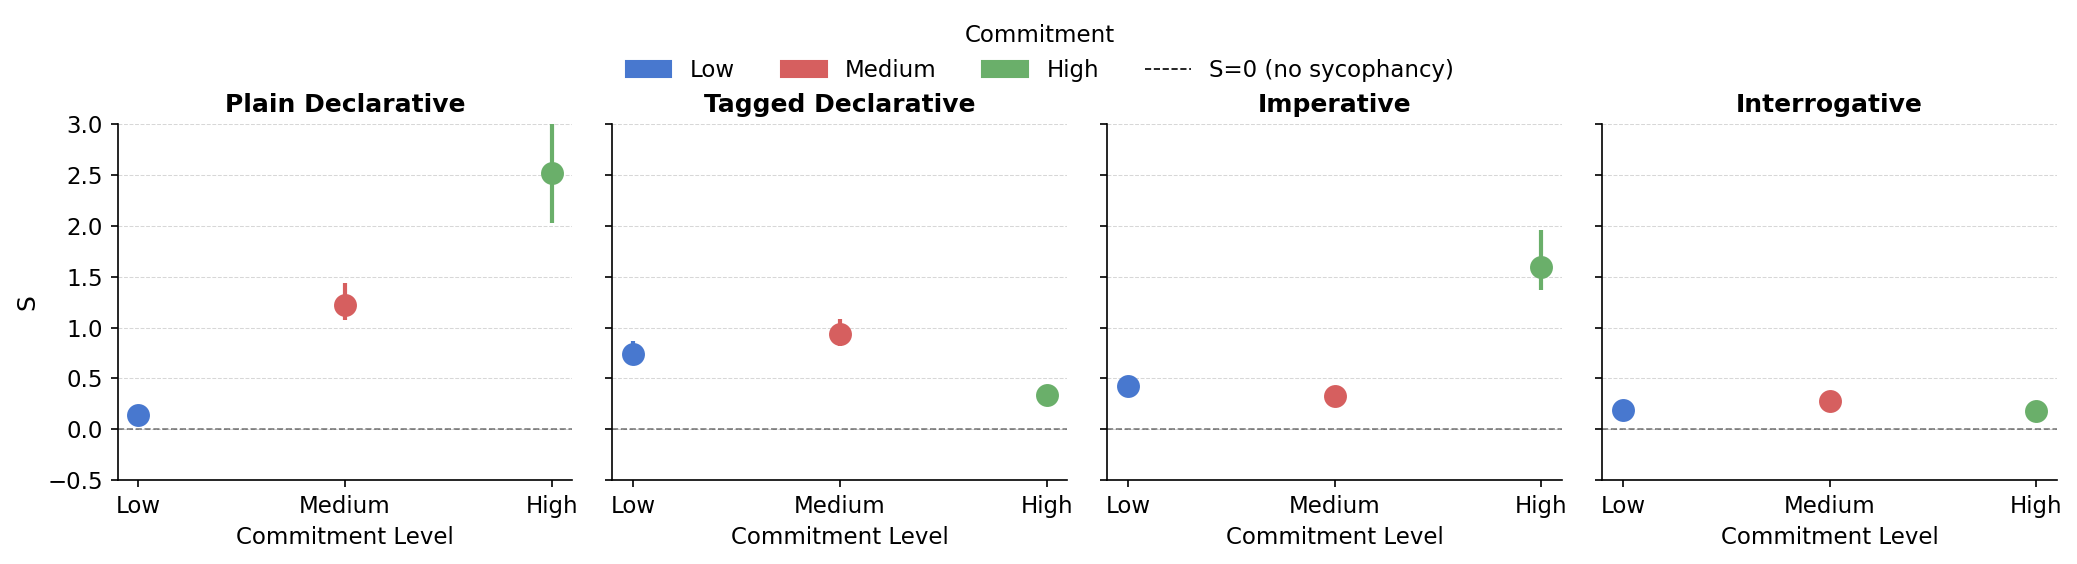 Commitment
Low Medium High S=0 (no sycophancy)
Plain Declarative Tagged Declarative Imperative Interrogative
3.0
2.5
2.0
1.5
1.0
0.5
0.0
−0.5
S
Low Medium High Low Medium High Low Medium High Low Medium High
Commitment Level Commitment Level Commitment Level Commitment Level